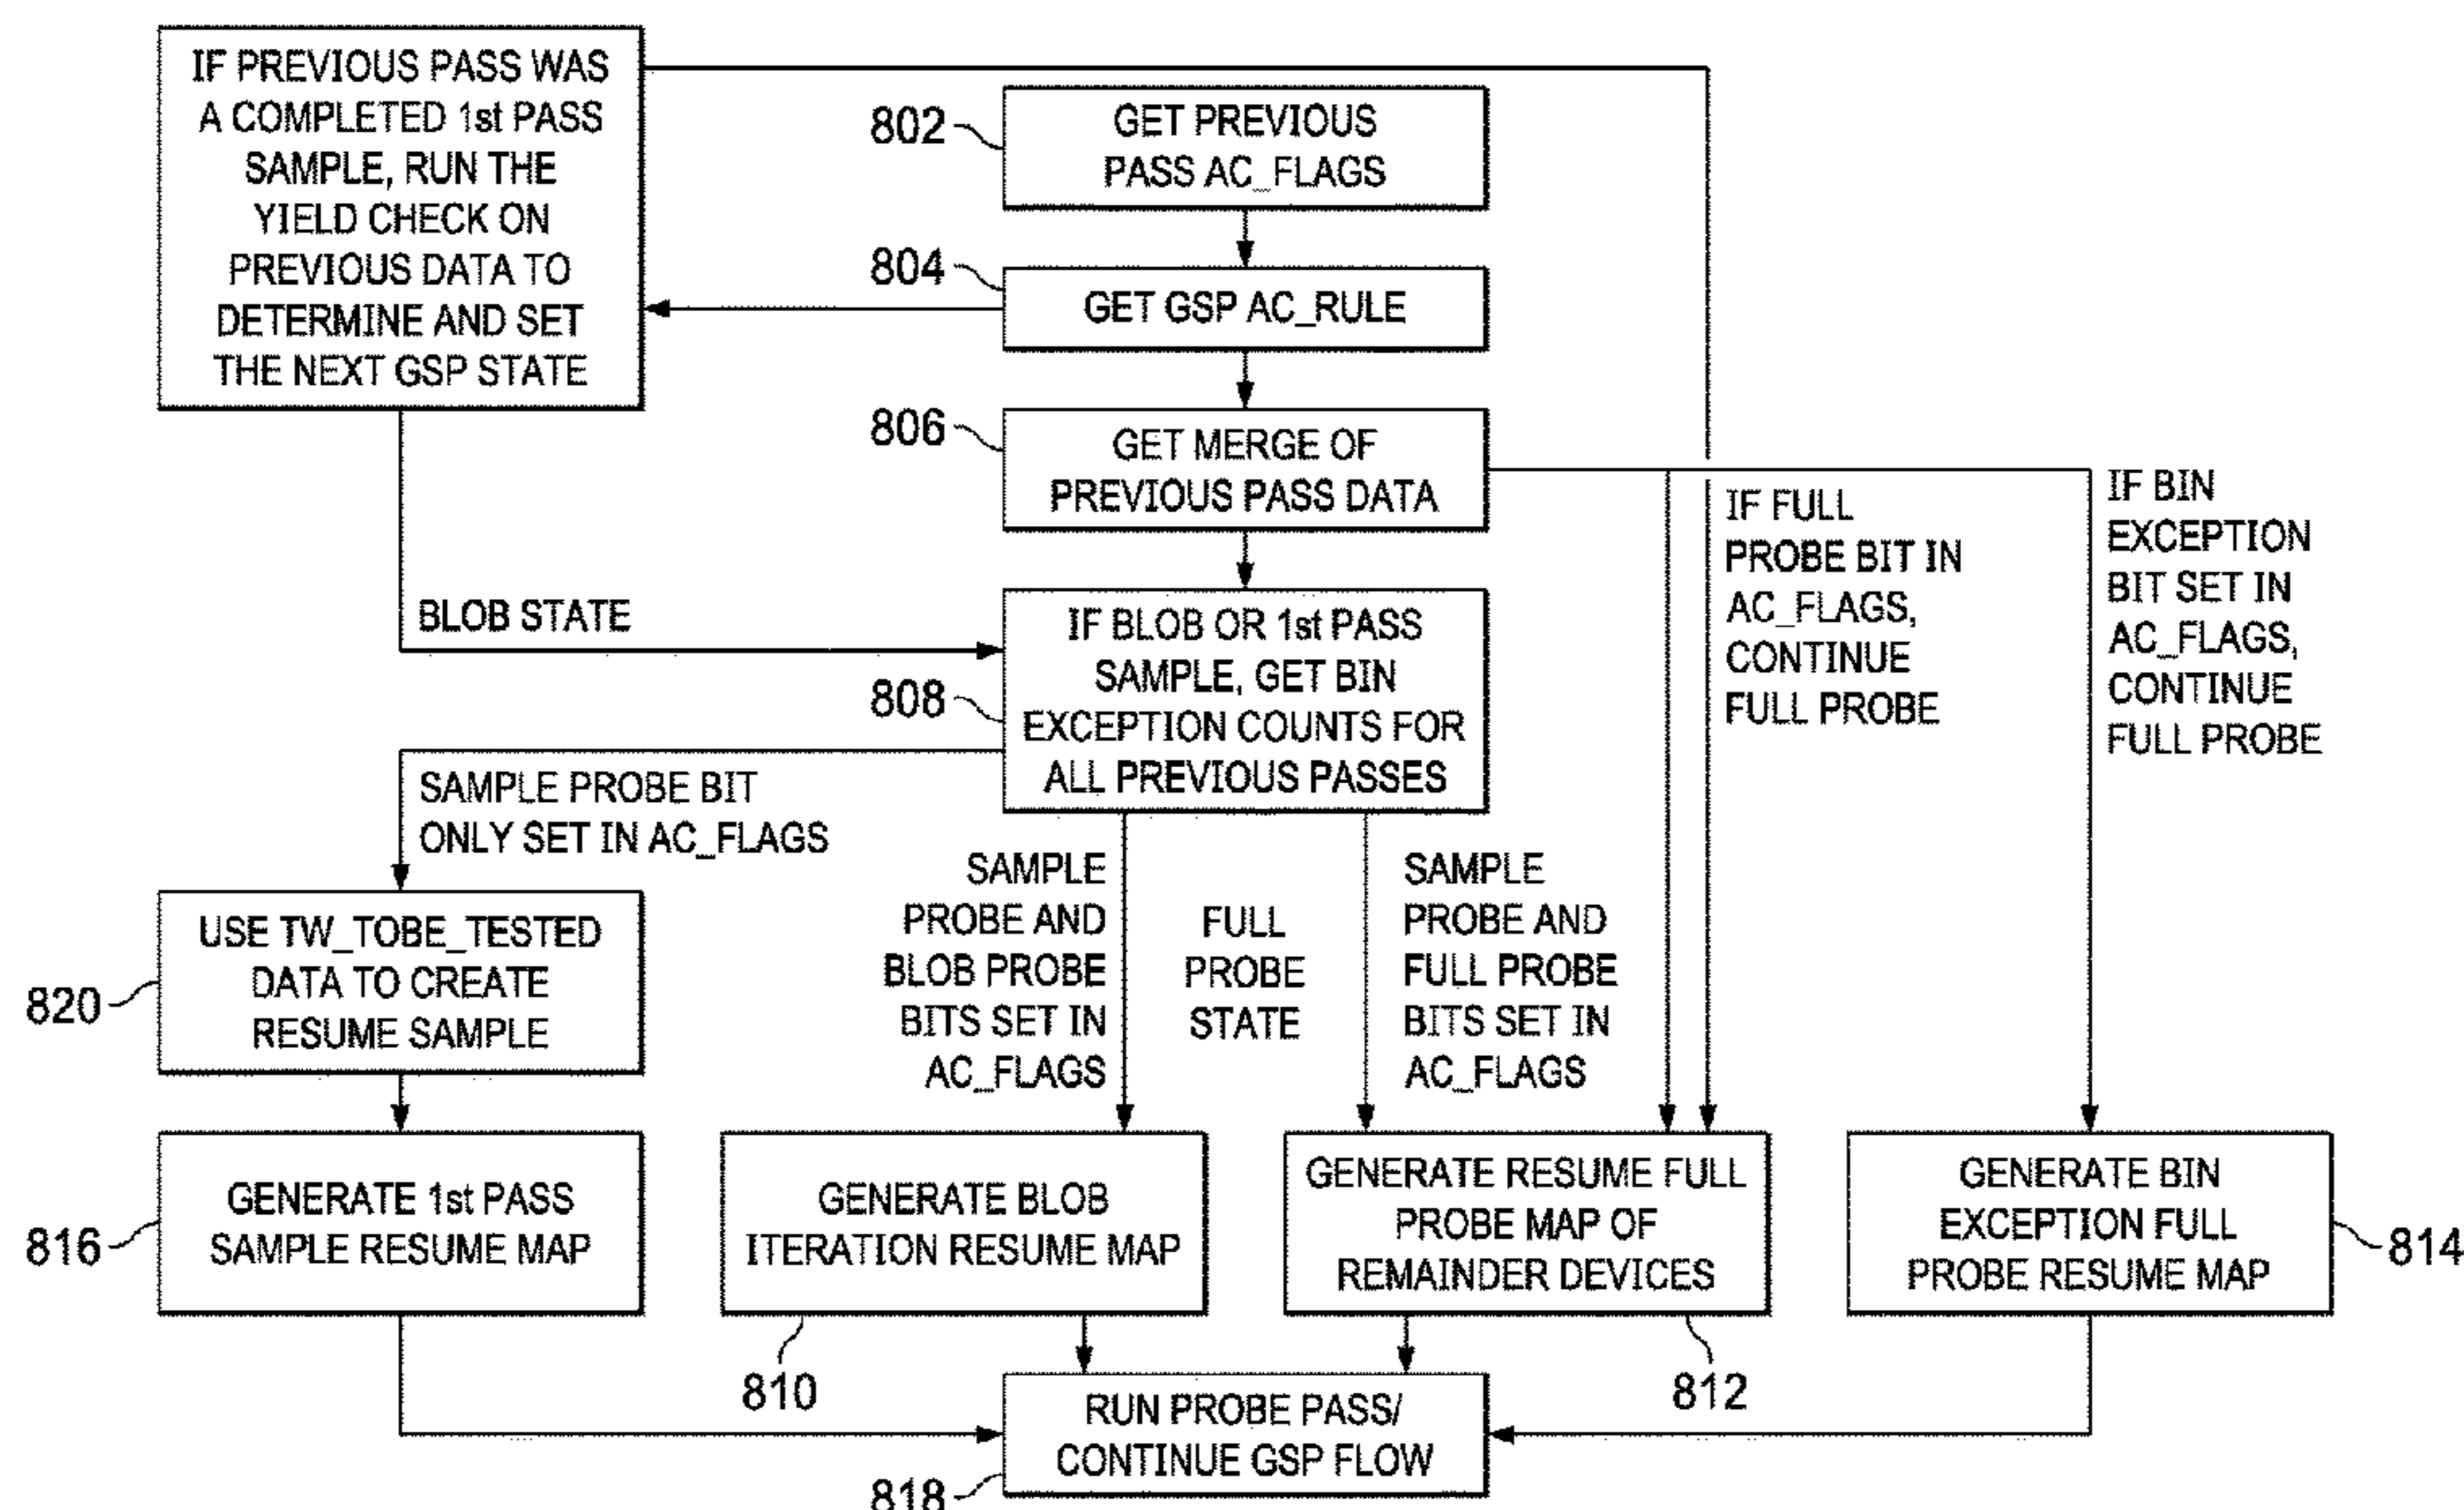 IF PREVIOUS PASS WAS
A COMPLETED 1st PASS
SAMPLE, RUN THE
YIELD CHECK ON
PREVIOUS DATA TO
DETERMINE AND SET
THE NEXT GSP STATE
802
GET PREVIOUS
PASS AC_FLAGS
804
GET GSP AC_RULE
806
GET MERGE OF
PREVIOUS PASS DATA
IF FULL
PROBE BIT IN
AC_FLAGS,
CONTINUE
FULL PROBE
IF BIN
EXCEPTION
BIT SET IN
AC_FLAGS,
CONTINUE
FULL PROBE
BLOB STATE
808
IF BLOB OR 1st PASS
SAMPLE, GET BIN
EXCEPTION COUNTS FOR
ALL PREVIOUS PASSES
SAMPLE PROBE BIT
ONLY SET IN AC_FLAGS
SAMPLE
PROBE AND
BLOB PROBE
BITS SET IN
AC_FLAGS
FULL
PROBE
STATE
SAMPLE
PROBE AND
FULL PROBE
BITS SET IN
AC_FLAGS
820
USE TW_TOBE_TESTED
DATA TO CREATE
RESUME SAMPLE
816
GENERATE 1st PASS
SAMPLE RESUME MAP
GENERATE BLOB
ITERATION RESUME MAP
810
GENERATE RESUME FULL
PROBE MAP OF
REMAINDER DEVICES
812
GENERATE BIN
EXCEPTION FULL
PROBE RESUME MAP
814
RUN PROBE PASS/
CONTINUE GSP FLOW
818